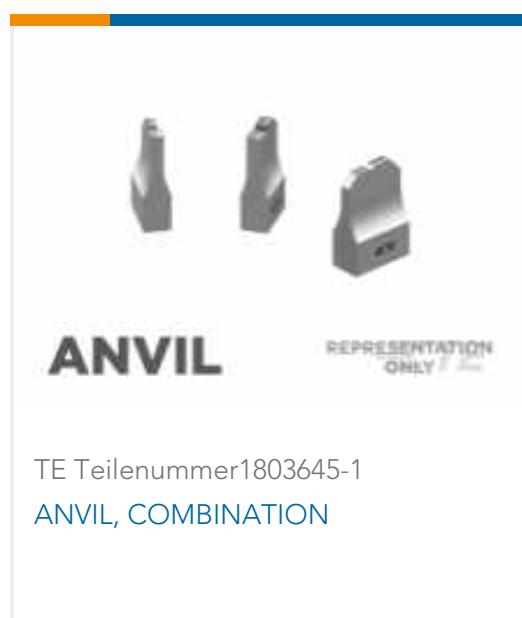 ANVIL
REPRESENTATION
ONLY
TE Teilenummer1803645-1
ANVIL, COMBINATION